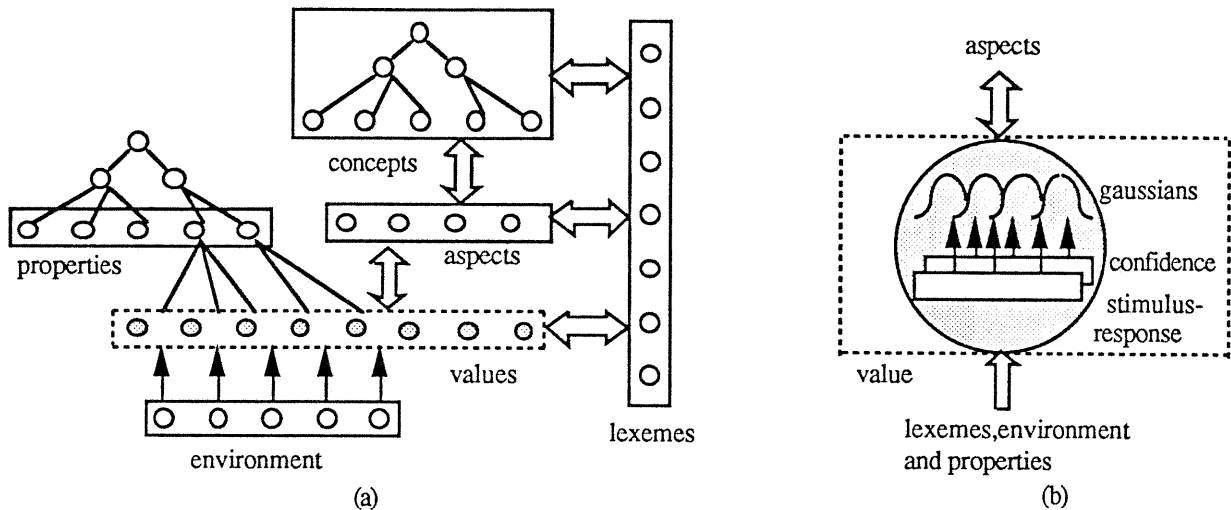 concepts
properties
aspects
values
environment
lexemes
(a)
aspects
gaussians
confidence
stimulus-
response
value
lexemes,environment
and properties
(b)